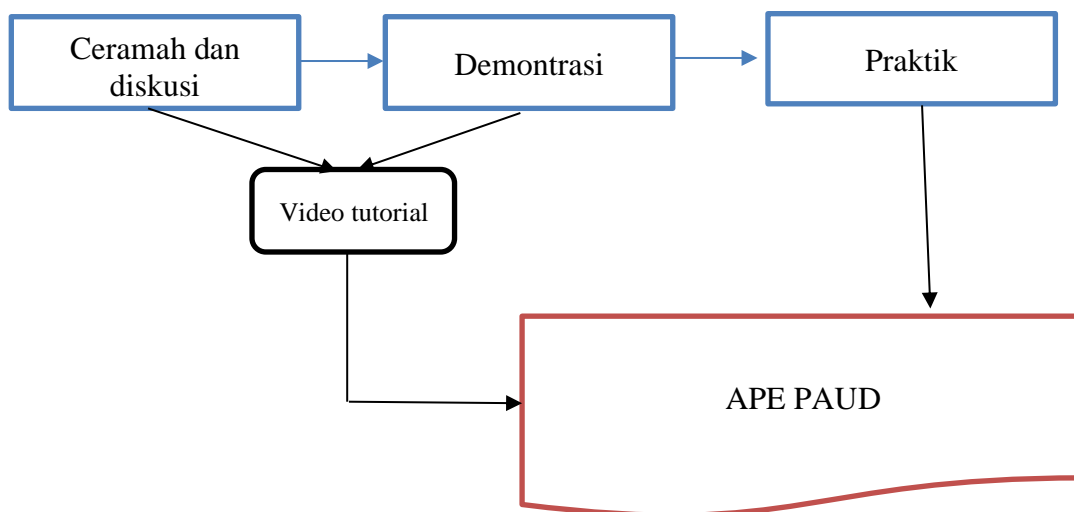 Ceramah dan
diskusi
Demontrasi
Praktik
Video tutorial
APE PAUD